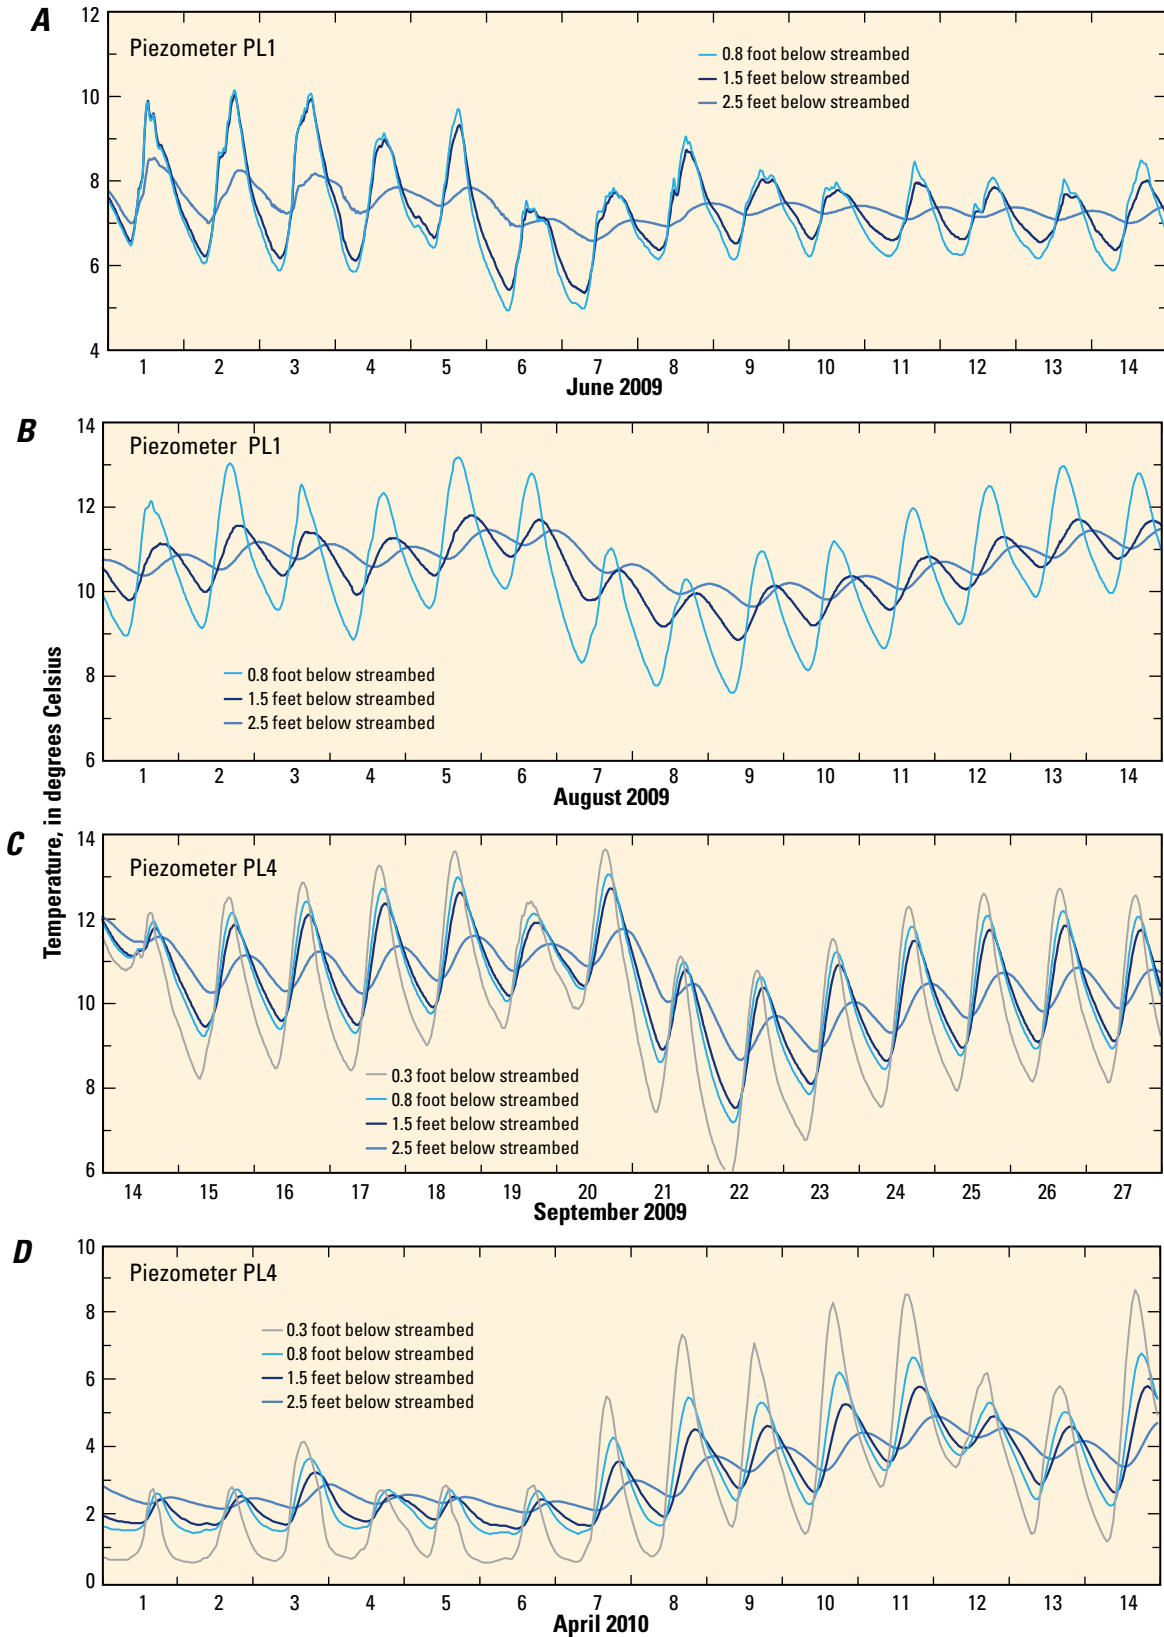 A
Piezometer PL1
0.8 foot below streambed
1.5 feet below streambed
2.5 feet below streambed
12
10
8
6
4
1 2 3 4 5 6 7 8 9 10 11 12 13 14
June 2009
B
Piezometer PL1
14
12
10
8
6
0.8 foot below streambed
1.5 feet below streambed
2.5 feet below streambed
1 2 3 4 5 6 7 8 9 10 11 12 13 14
August 2009
Temperature, in degrees Celsius
C
Piezometer PL4
14
12
10
8
6
0.3 foot below streambed
0.8 foot below streambed
1.5 feet below streambed
2.5 feet below streambed
14 15 16 17 18 19 20 21 22 23 24 25 26 27
September 2009
D
Piezometer PL4
10
8
6
4
2
0
0.3 foot below streambed
0.8 foot below streambed
1.5 feet below streambed
2.5 feet below streambed
1 2 3 4 5 6 7 8 9 10 11 12 13 14
April 2010